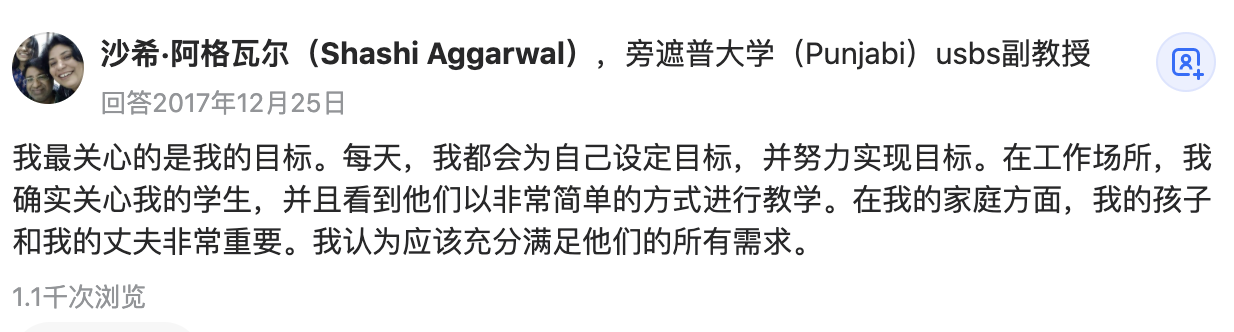 沙希·阿格瓦尔（Shashi Aggarwal），旁遮普大学（Punjabi）usbs副教授
回答2017年12月25日
我最关心的是我的目标。每天，我都会为自己设定目标，并努力实现目标。在工作场所，我
确实关心我的学生，并且看到他们以非常简单的方式进行教学。在我的家庭方面，我的孩子
和我的丈夫非常重要。我认为应该充分满足他们的所有需求。
1.1千次浏览